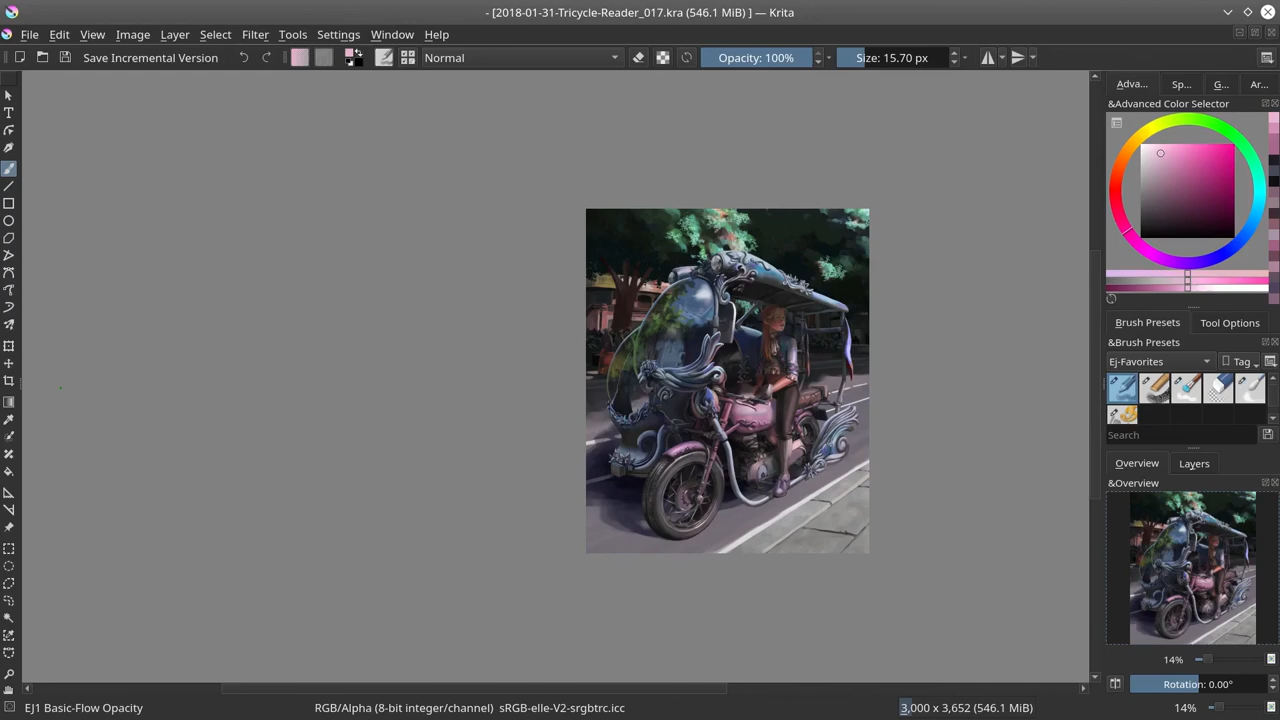 - [2018-01-31-Tricycle-Reader_017.kra (546.1 MiB) ] — Krita
File Edit View Image Layer Select Filter Tools Settings Window Help
Save Incremental Version Normal Opacity: 100% Size: 15.70 px
Adva... Sp... G... Ar...
&Advanced Color Selector
Brush Presets Tool Options
&Brush Presets
Ej-Favorites Tag
Search
Overview Layers
&Overview
14%
Rotation: 0.00°
EJ1 Basic-Flow Opacity RGB/Alpha (8-bit integer/channel) sRGB-elle-V2-srgbtrc.icc 3,000 x 3,652 (546.1 MiB) 14%